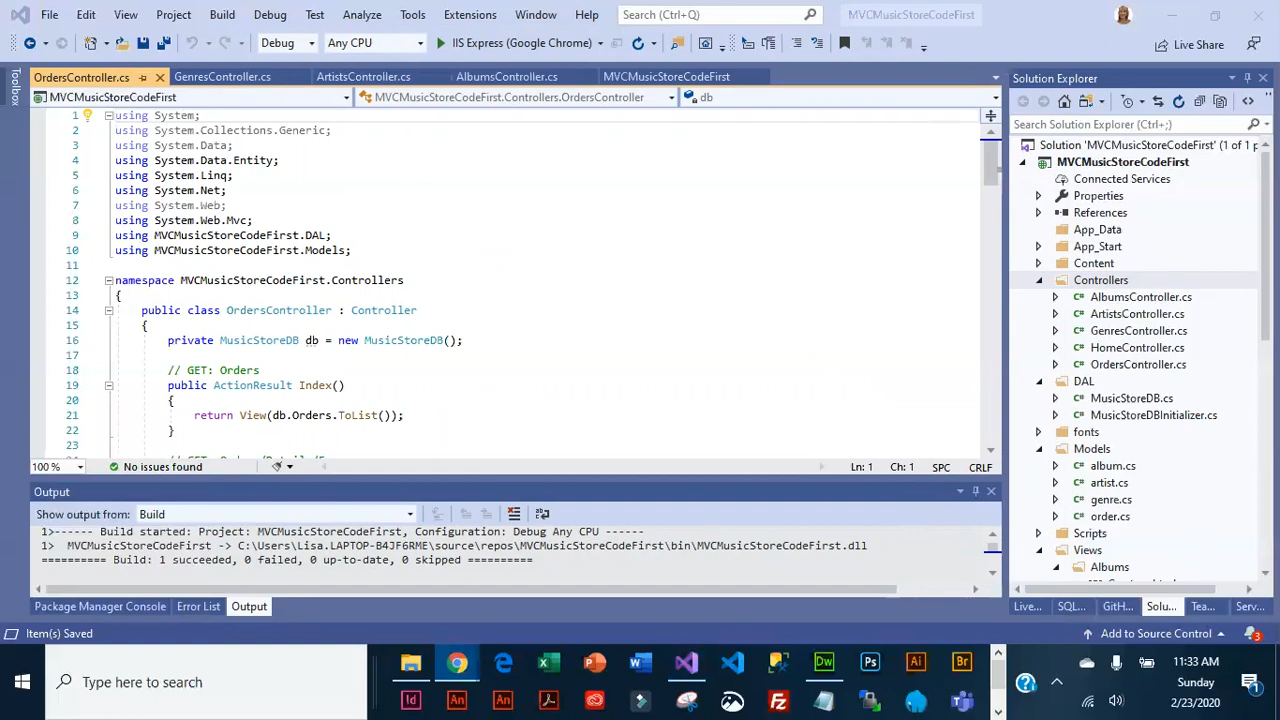 File Edit View Project Build Debug Test Analyze Tools Extensions Window Help Search (Ctrl+Q) MVCMusicStoreCodeFirst
Debug Any CPU IIS Express (Google Chrome) Live Share
OrdersController.cs GenresController.cs ArtistsController.cs AlbumsController.cs MVCMusicStoreCodeFirst
MVCMusicStoreCodeFirst MVCMusicStoreCodeFirst.Controllers.OrdersController db
Toolbox
1 using System;
2 using System.Collections.Generic;
3 using System.Data;
4 using System.Data.Entity;
5 using System.Linq;
6 using System.Net;
7 using System.Web;
8 using System.Web.Mvc;
9 using MVCMusicStoreCodeFirst.DAL;
10 using MVCMusicStoreCodeFirst.Models;
11
12 namespace MVCMusicStoreCodeFirst.Controllers
13 {
14 public class OrdersController : Controller
15 {
16 private MusicStoreDB db = new MusicStoreDB();
17
18 // GET: Orders
19 public ActionResult Index()
20 {
21 return View(db.Orders.ToList());
22 }
23
100 % No issues found Ln: 1 Ch: 1 SPC CRLF
Output
Show output from: Build
1>------ Build started: Project: MVCMusicStoreCodeFirst, Configuration: Debug Any CPU ------
1> MVCMusicStoreCodeFirst -> C:\Users\Lisa.LAPTOP-B4JF6RME\source\repos\MVCMusicStoreCodeFirst\bin\MVCMusicStoreCodeFirst.dll
========== Build: 1 succeeded, 0 failed, 0 up-to-date, 0 skipped ==========
Package Manager Console Error List Output
Solution Explorer
Search Solution Explorer (Ctrl+;)
Solution 'MVCMusicStoreCodeFirst' (1 of 1 p
MVCMusicStoreCodeFirst
Connected Services
Properties
References
App_Data
App_Start
Content
Controllers
C# AlbumsController.cs
C# ArtistsController.cs
C# GenresController.cs
C# HomeController.cs
C# OrdersController.cs
DAL
C# MusicStoreDB.cs
C# MusicStoreDBInitializer.cs
fonts
Models
C# album.cs
C# artist.cs
C# genre.cs
C# order.cs
Scripts
Views
Albums
Live... SQL... GitH... Solu... Tea... Serv...
Item(s) Saved Add to Source Control 3
Type here to search
Dw Ps Ai Br
Id An An
11:33 AM
Sunday
2/23/2020
1